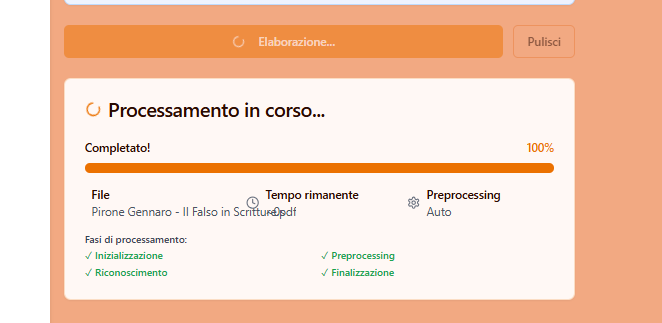 Elaborazione...
Pulisci
Processamento in corso...
Completato!
100%
File
Tempo rimanente
Preprocessing
Pirone Gennaro - Il Falso in Scritture.pdf
Auto
Fasi di processamento:
✓ Inizializzazione
✓ Preprocessing
✓ Riconoscimento
✓ Finalizzazione